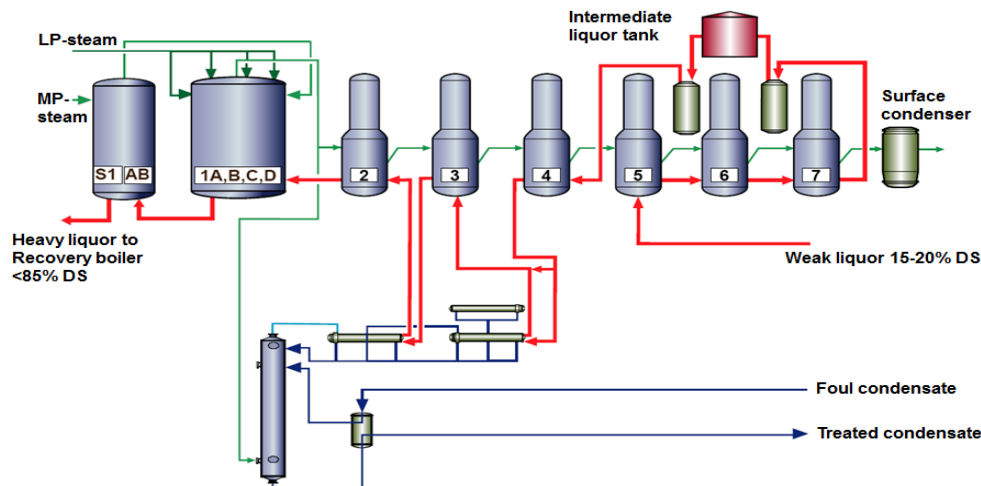 Intermediate
liquor tank
LP-steam
MP-
steam
Surface
condenser
S1 AB
1A,B,C,D
2
3
4
5
6
7
Heavy liquor to
Recovery boiler
<85% DS
Weak liquor 15-20% DS
Foul condensate
Treated condensate